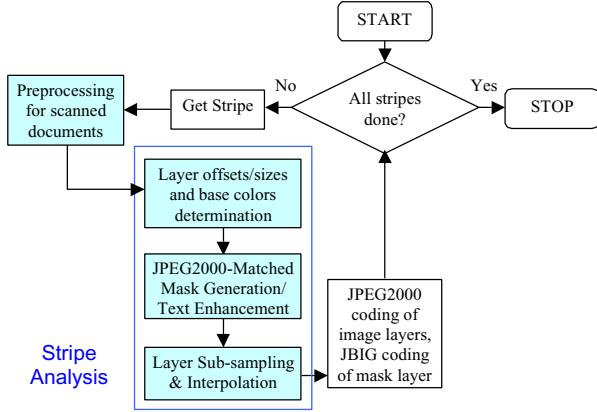 START
No
Yes
All stripes
done?
STOP
Get Stripe
Preprocessing
for scanned
documents
Layer offsets/sizes
and base colors
determination
JPEG2000-Matched
Mask Generation/
Text Enhancement
Layer Sub-sampling
& Interpolation
Stripe
Analysis
JPEG2000
coding of
image layers,
JBIG coding
of mask layer